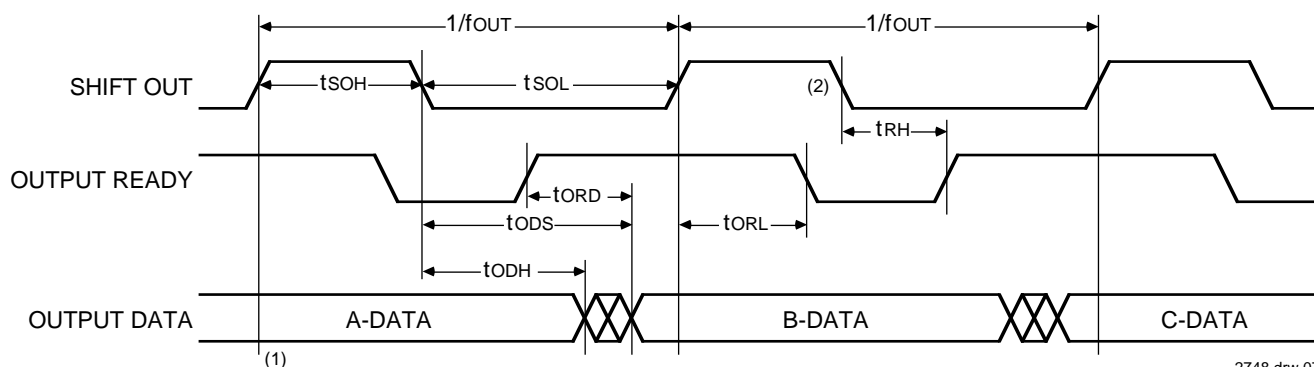 1/fOUT 1/fOUT
SHIFT OUT tSOH tSOL (2)
tRH
OUTPUT READY
tORD
tODS tORL
tODH
OUTPUT DATA A-DATA B-DATA C-DATA
(1)